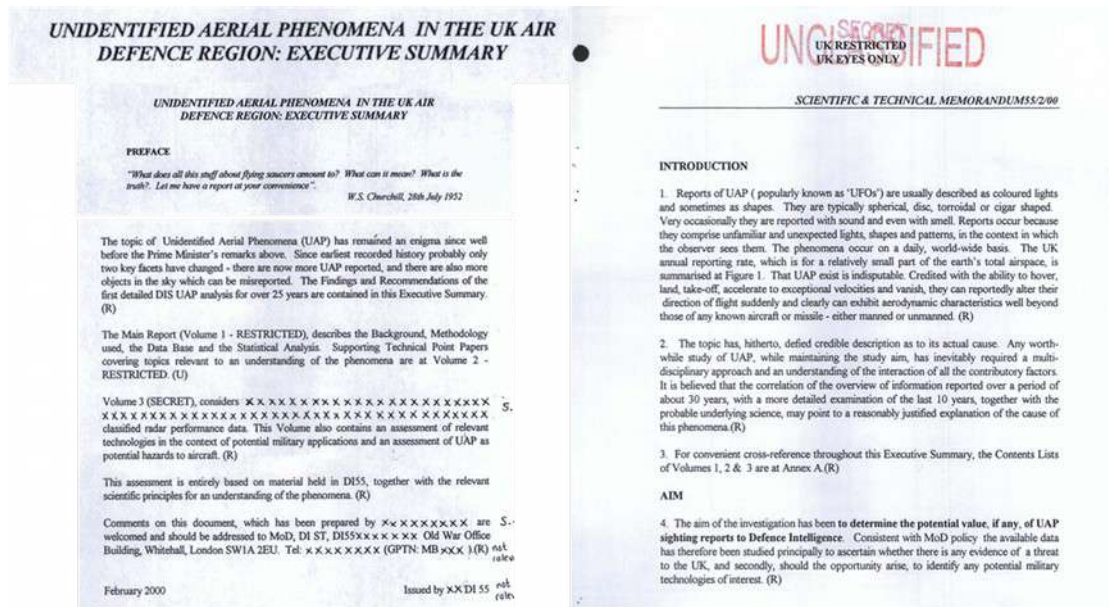 UNIDENTIFIED AERIAL PHENOMENA IN THE UK AIR
DEFENCE REGION: EXECUTIVE SUMMARY
UNIDENTIFIED AERIAL PHENOMENA IN THE UK AIR
DEFENCE REGION: EXECUTIVE SUMMARY
PREFACE
"What does all this stuff about flying saucers amount to? What can it mean? What is the
truth?. Let me have a report at your convenience".
W.S. Churchill, 28th July 1952
The topic of Unidentified Aerial Phenomena (UAP) has remained an enigma since well
before the Prime Minister's remarks above. Since earliest recorded history probably only
two key facets have changed - there are now more UAP reported, and there are also more
objects in the sky which can be misreported. The Findings and Recommendations of the
first detailed DIS UAP analysis for over 25 years are contained in this Executive Summary.
(R)
The Main Report (Volume 1 - RESTRICTED), describes the Background, Methodology
used, the Data Base and the Statistical Analysis. Supporting Technical Point Papers
covering topics relevant to an understanding of the phenomena are at Volume 2 -
RESTRICTED. (U)
Volume 3 (SECRET), considers X X X X X X X X X X X X X X X X X X X X X X X
X X X X X X X X X X X X X X X X X X X X X X X X X X X X X X X X X X S.
classified radar performance data. This Volume also contains an assessment of relevant
technologies in the context of potential military applications and an assessment of UAP as
potential hazards to aircraft. (R)
This assessment is entirely based on material held in DI55, together with the relevant
scientific principles for an understanding of the phenomena. (R)
Comments on this document, which has been prepared by XXXXXXXXX are S.
welcomed and should be addressed to MoD, DI ST, DI55XXXXXXX Old War Office
Building, Whitehall, London SW1A 2EU. Tel: XXXXXXXX (GPTN: MB XXX ).(R) not
February 2000 Issued by XX DI 55 not
UNCLASSIFIED
SECRET
UK RESTRICTED
UK EYES ONLY
SCIENTIFIC & TECHNICAL MEMORANDUM55/2/00
INTRODUCTION
1. Reports of UAP ( popularly known as 'UFOs') are usually described as coloured lights
and sometimes as shapes. They are typically spherical, disc, torroidal or cigar shaped.
Very occasionally they are reported with sound and even with smell. Reports occur because
they comprise unfamiliar and unexpected lights, shapes and patterns, in the context in which
the observer sees them. The phenomena occur on a daily, world-wide basis. The UK
annual reporting rate, which is for a relatively small part of the earth's total airspace, is
summarised at Figure 1. That UAP exist is indisputable. Credited with the ability to hover,
land, take-off, accelerate to exceptional velocities and vanish, they can reportedly alter their
direction of flight suddenly and clearly can exhibit aerodynamic characteristics well beyond
those of any known aircraft or missile - either manned or unmanned. (R)
2. The topic has, hitherto, defied credible description as to its actual cause. Any worth-
while study of UAP, while maintaining the study aim, has inevitably required a multi-
disciplinary approach and an understanding of the interaction of all the contributory factors.
It is believed that the correlation of the overview of information reported over a period of
about 30 years, with a more detailed examination of the last 10 years, together with the
probable underlying science, may point to a reasonably justified explanation of the cause of
this phenomena.(R)
3. For convenient cross-reference throughout this Executive Summary, the Contents Lists
of Volumes 1, 2 & 3 are at Annex A.(R)
AIM
4. The aim of the investigation has been to determine the potential value, if any, of UAP
sighting reports to Defence Intelligence. Consistent with MoD policy the available data
has therefore been studied principally to ascertain whether there is any evidence of a threat
to the UK, and secondly, should the opportunity arise, to identify any potential military
technologies of interest. (R)